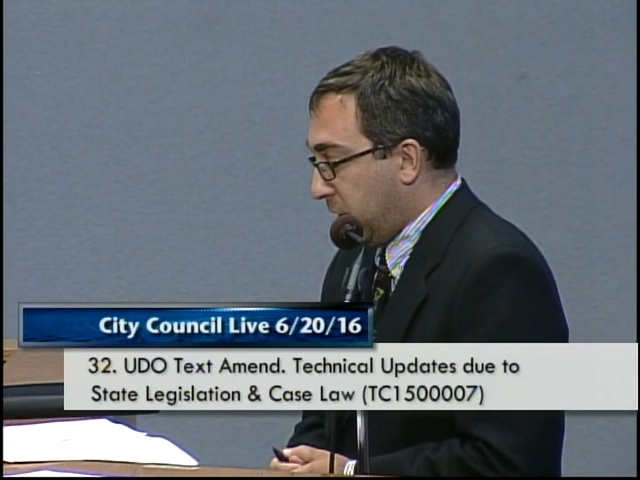 City Council Live 6/20/16
32. UDO Text Amend. Technical Updates due to
State Legislation & Case Law (TC1500007)